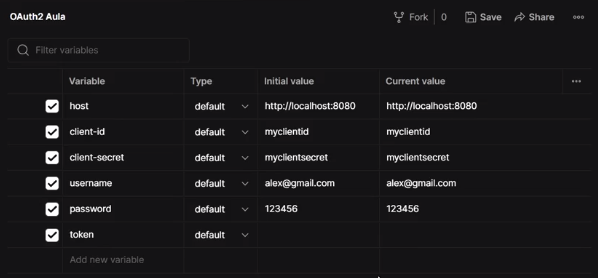 OAuth2 Aula Fork 0 Save Share
Filter variables
Variable Type Initial value Current value
host default http://localhost:8080 http://localhost:8080
client-id default myclientid myclientid
client-secret default myclientsecret myclientsecret
username default alex@gmail.com alex@gmail.com
password default 123456 123456
token default
Add new variable